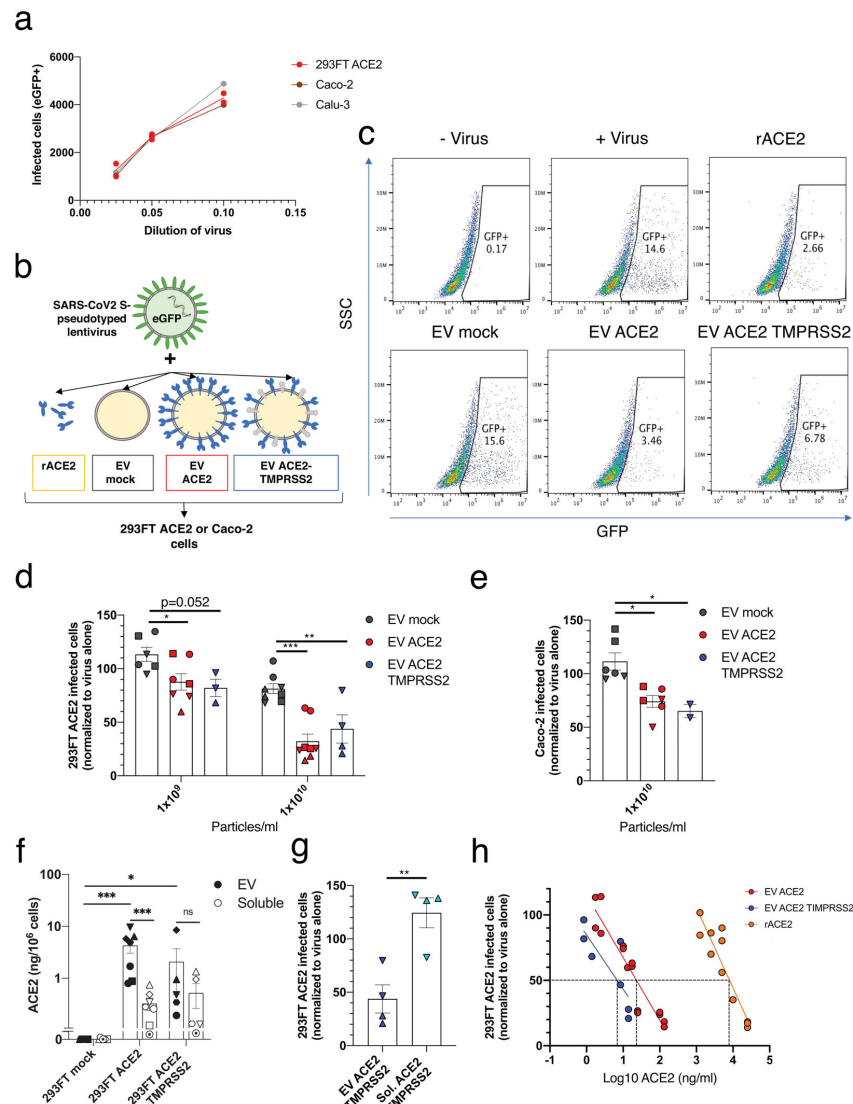 a
6000
4000
2000
0
0.00
0.05
0.10
0.15
Infected cells (eGFP+)
Dilution of virus
293FT ACE2
Caco-2
Calu-3
b
SARS-CoV2 S-
pseudotyped
lentivirus
eGFP
+
rACE2
EV
mock
EV
ACE2
EV ACE2-
TMPRSS2
293FT ACE2 or Caco-2
cells
c
- Virus
+ Virus
rACE2
GFP+
0.17
GFP+
14.6
GFP+
2.66
EV mock
EV ACE2
EV ACE2 TMPRSS2
GFP+
15.6
GFP+
3.46
GFP+
6.78
SSC
GFP
d
p=0.052
*
***
**
150
100
50
0
293FT ACE2 infected cells
(normalized to virus alone)
1x10⁹
1x10¹⁰
Particles/ml
EV mock
EV ACE2
EV ACE2
TMPRSS2
e
*
*
150
100
50
0
Caco-2 infected cells
(normalized to virus alone)
1x10¹⁰
Particles/ml
EV mock
EV ACE2
EV ACE2
TMPRSS2
f
100
10
1
0
ACE2 (ng/10⁶ cells)
*
***
***
ns
EV
Soluble
293FT mock
293FT ACE2
293FT ACE2
TMPRSS2
g
**
150
100
50
0
293FT ACE2 infected cells
(normalized to virus alone)
EV ACE2
TMPRSS2
Sol. ACE2
TMPRSS2
h
100
50
0
293FT ACE2 infected cells
(normalized to virus alone)
-1
0
1
2
3
4
5
Log10 ACE2 (ng/ml)
EV ACE2
EV ACE2 TIMPRSS2
rACE2